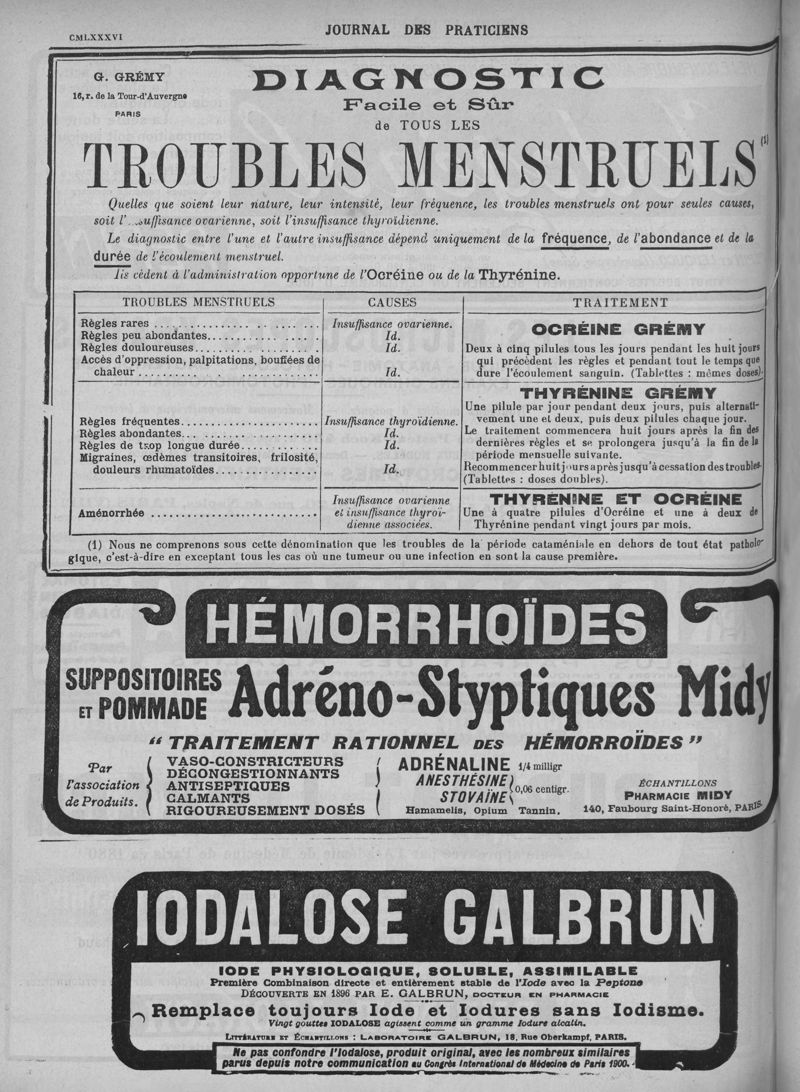 CMLXXXVI
JOURNAL DES PRATICIENS
G. GRÉMY
16, r. de la Tour-d'Auvergne
PARIS
DIAGNOSTIC
Facile et Sûr
de TOUS LES
TROUBLES MENSTRUELS (1)
Quelles que soient leur nature, leur intensité, leur fréquence, les troubles menstruels ont pour seules causes,
soit l'...suffisance ovarienne, soit l'insuffisance thyroïdienne.
Le diagnostic entre l'une et l'autre insuffisance dépend uniquement de la fréquence, de l'abondance et de la
durée de l'écoulement menstruel.
Ils cèdent à l'administration opportune de l'Ocréine ou de la Thyrénine.
TROUBLES MENSTRUELS CAUSES TRAITEMENT
Règles rares Insuffisance ovarienne.
Règles peu abondantes Id.
Règles douloureuses Id.
Accès d'oppression, palpitations, bouffées de
chaleur Id.
OCRÉINE GRÉMY
Deux à cinq pilules tous les jours pendant les huit jours
qui précèdent les règles et pendant tout le temps que
dure l'écoulement sanguin. (Tablettes : mêmes doses).
Règles fréquentes Insuffisance thyroïdienne.
Règles abondantes Id.
Règles de trop longue durée Id.
Migraines, œdèmes transitoires, frilosité,
douleurs rhumatoïdes Id.
THYRÉNINE GRÉMY
Une pilule par jour pendant deux jours, puis alternati-
vement une et deux, puis deux pilules chaque jour.
Le traitement commencera huit jours après la fin des
dernières règles et se prolongera jusqu'à la fin de la
période mensuelle suivante.
Recommencer huit jours après jusqu'à cessation des troubles.
(Tablettes : doses doubles).
Aménorrhée
Insuffisance ovarienne
et insuffisance thyroï-
dienne associées.
THYRÉNINE ET OCRÉINE
Une à quatre pilules d'Ocréine et une à deux de
Thyrénine pendant vingt jours par mois.
(1) Nous ne comprenons sous cette dénomination que les troubles de la période cataméniale en dehors de tout état patholo-
gique, c'est-à-dire en exceptant tous les cas où une tumeur ou une infection en sont la cause première.
HÉMORRHOÏDES
SUPPOSITOIRES
ET POMMADE
Adréno-Styptiques Midy
"TRAITEMENT RATIONNEL DES HÉMORROÏDES"
Par
l'association
de Produits.
VASO-CONSTRICTEURS
DÉCONGESTIONNANTS
ANTISEPTIQUES
CALMANTS
RIGOUREUSEMENT DOSÉS
ADRÉNALINE 1/4 milligr
ANESTHÉSINE
STOVAÏNE
0,06 centigr.
Hamamelis, Opium Tannin.
ÉCHANTILLONS
PHARMACIE MIDY
140, Faubourg Saint-Honoré, PARIS.
IODALOSE GALBRUN
IODE PHYSIOLOGIQUE, SOLUBLE, ASSIMILABLE
Première Combinaison directe et entièrement stable de l'Iode avec la Peptone
DÉCOUVERTE EN 1896 PAR E. GALBRUN, DOCTEUR EN PHARMACIE
Remplace toujours Iode et Iodures sans Iodisme.
Vingt gouttes IODALOSE agissent comme un gramme Iodure alcalin.
LITTÉRATURE ET ÉCHANTILLONS : LABORATOIRE GALBRUN, 18, Rue Oberkampf, PARIS.
Ne pas confondre l'Iodalose, produit original, avec les nombreux similaires
parus depuis notre communication au Congrès International de Médecine de Paris 1900.